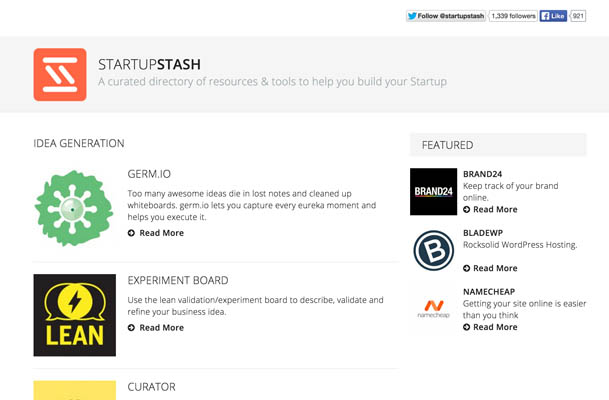 Follow @startupstash 1,339 followers Like 921
STARTUPSTASH
A curated directory of resources & tools to help you build your Startup
IDEA GENERATION
GERM.IO
Too many awesome ideas die in lost notes and cleaned up
whiteboards. germ.io lets you capture every eureka moment and
helps you execute it.
Read More
LEAN
EXPERIMENT BOARD
Use the lean validation/experiment board to describe, validate and
refine your business idea.
Read More
CURATOR
FEATURED
BRAND24
BRAND24
Keep track of your brand
online.
Read More
B
BLADEWP
Rocksolid WordPress Hosting.
Read More
namecheap
NAMECHEAP
Getting your site online is easier
than you think
Read More